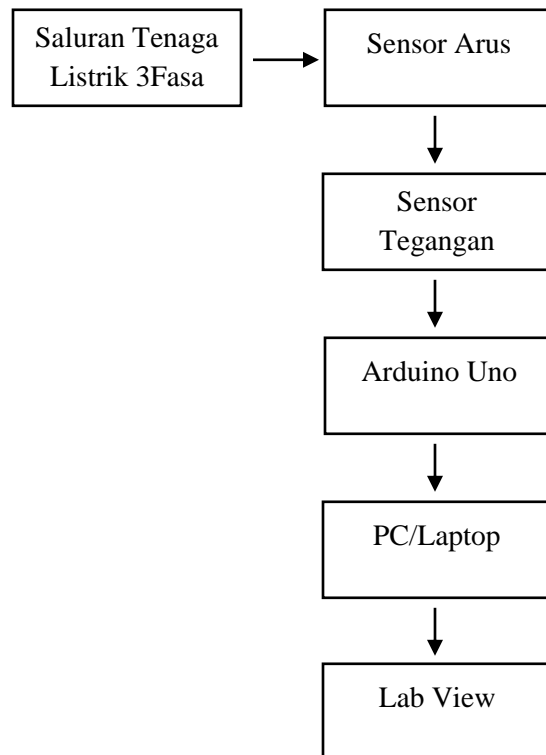 Saluran Tenaga
Listrik 3Fasa
Sensor Arus
Sensor
Tegangan
Arduino Uno
PC/Laptop
Lab View